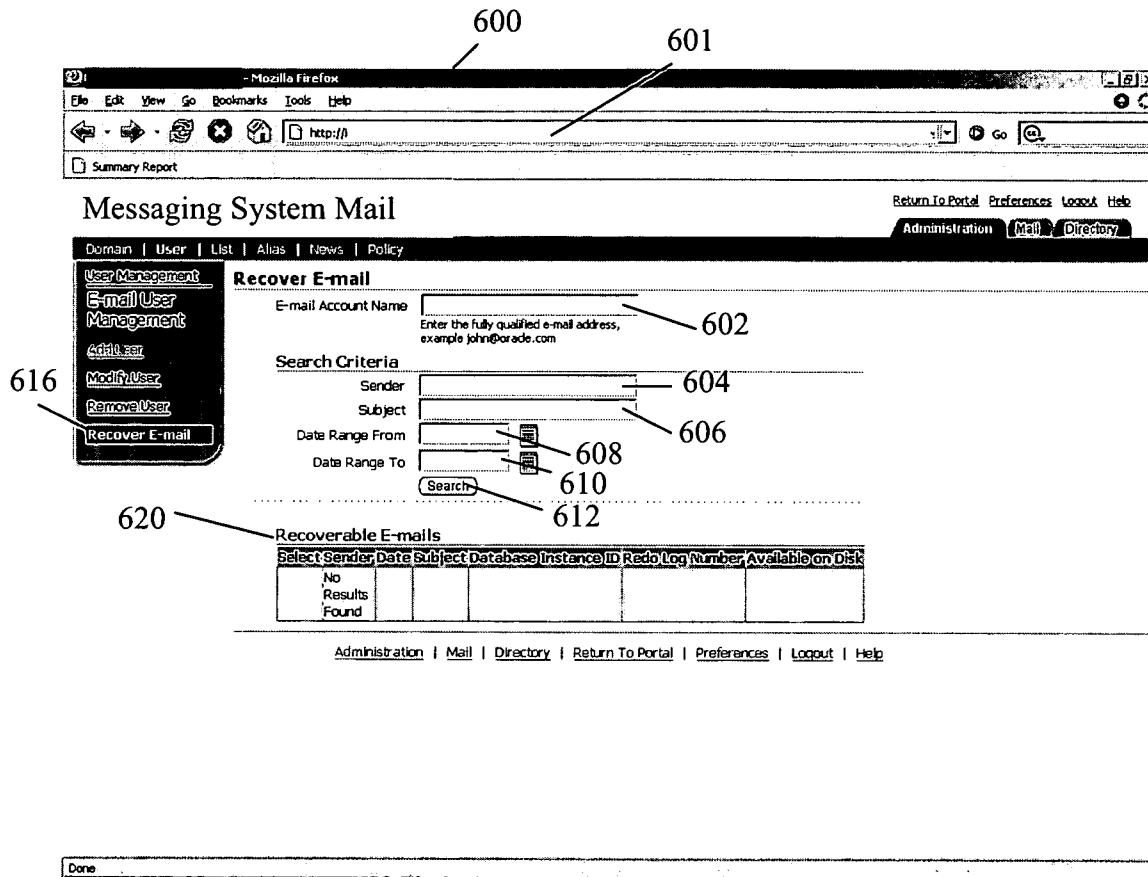 600
601
- Mozilla Firefox
File Edit View Go Bookmarks Tools Help
http:// Go
Summary Report
Messaging System Mail
Return To Portal Preferences Logout Help
Administration Mail Directory
Domain | User | List | Alias | News | Policy
User Management
E-mail User
Management
Add User
Modify User
Remove User
616
Recover E-mail
Recover E-mail
E-mail Account Name
602
Enter the fully qualified e-mail address,
example john@oracle.com
Search Criteria
Sender 604
Subject 606
Date Range From 608
Date Range To 610
Search 612
620
Recoverable E-mails
Select Sender Date Subject Database Instance ID Redo Log Number Available on Disk
No
Results
Found
Administration | Mail | Directory | Return To Portal | Preferences | Logout | Help
Done